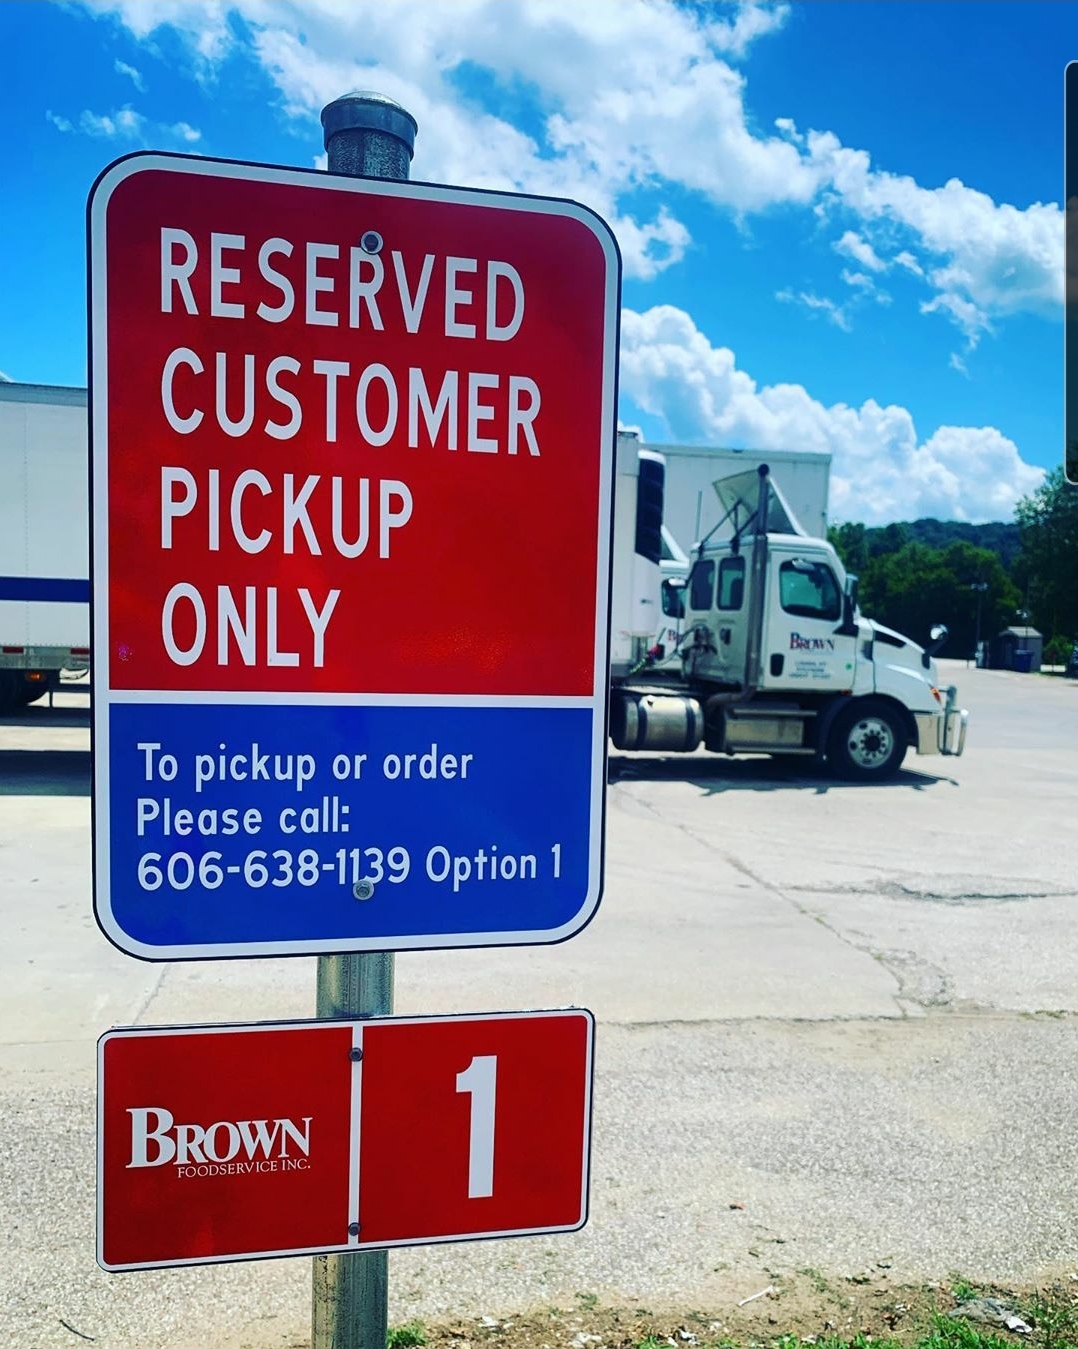 RESERVED
CUSTOMER
PICKUP
ONLY
To pickup or order
Please call:
606-638-1139 Option 1
BROWN
FOODSERVICE INC.
1
BROWN